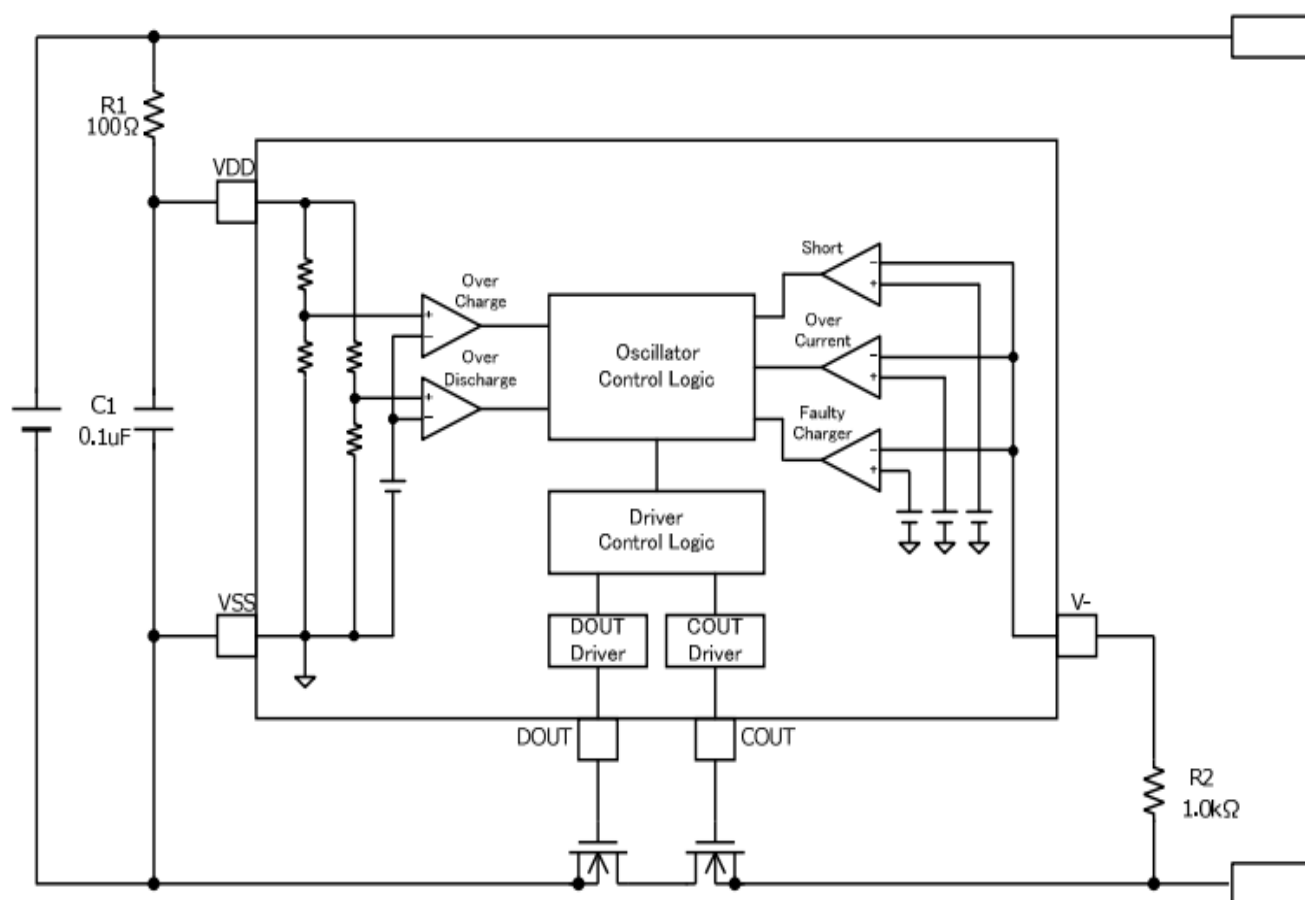 R1
100Ω
VDD
Over
Charge
Over
Discharge
Oscillator
Control Logic
Short
Over
Current
Faulty
Charger
C1
0.1uF
Driver
Control Logic
VSS
DOUT
Driver
COUT
Driver
V-
DOUT
COUT
R2
1.0kΩ